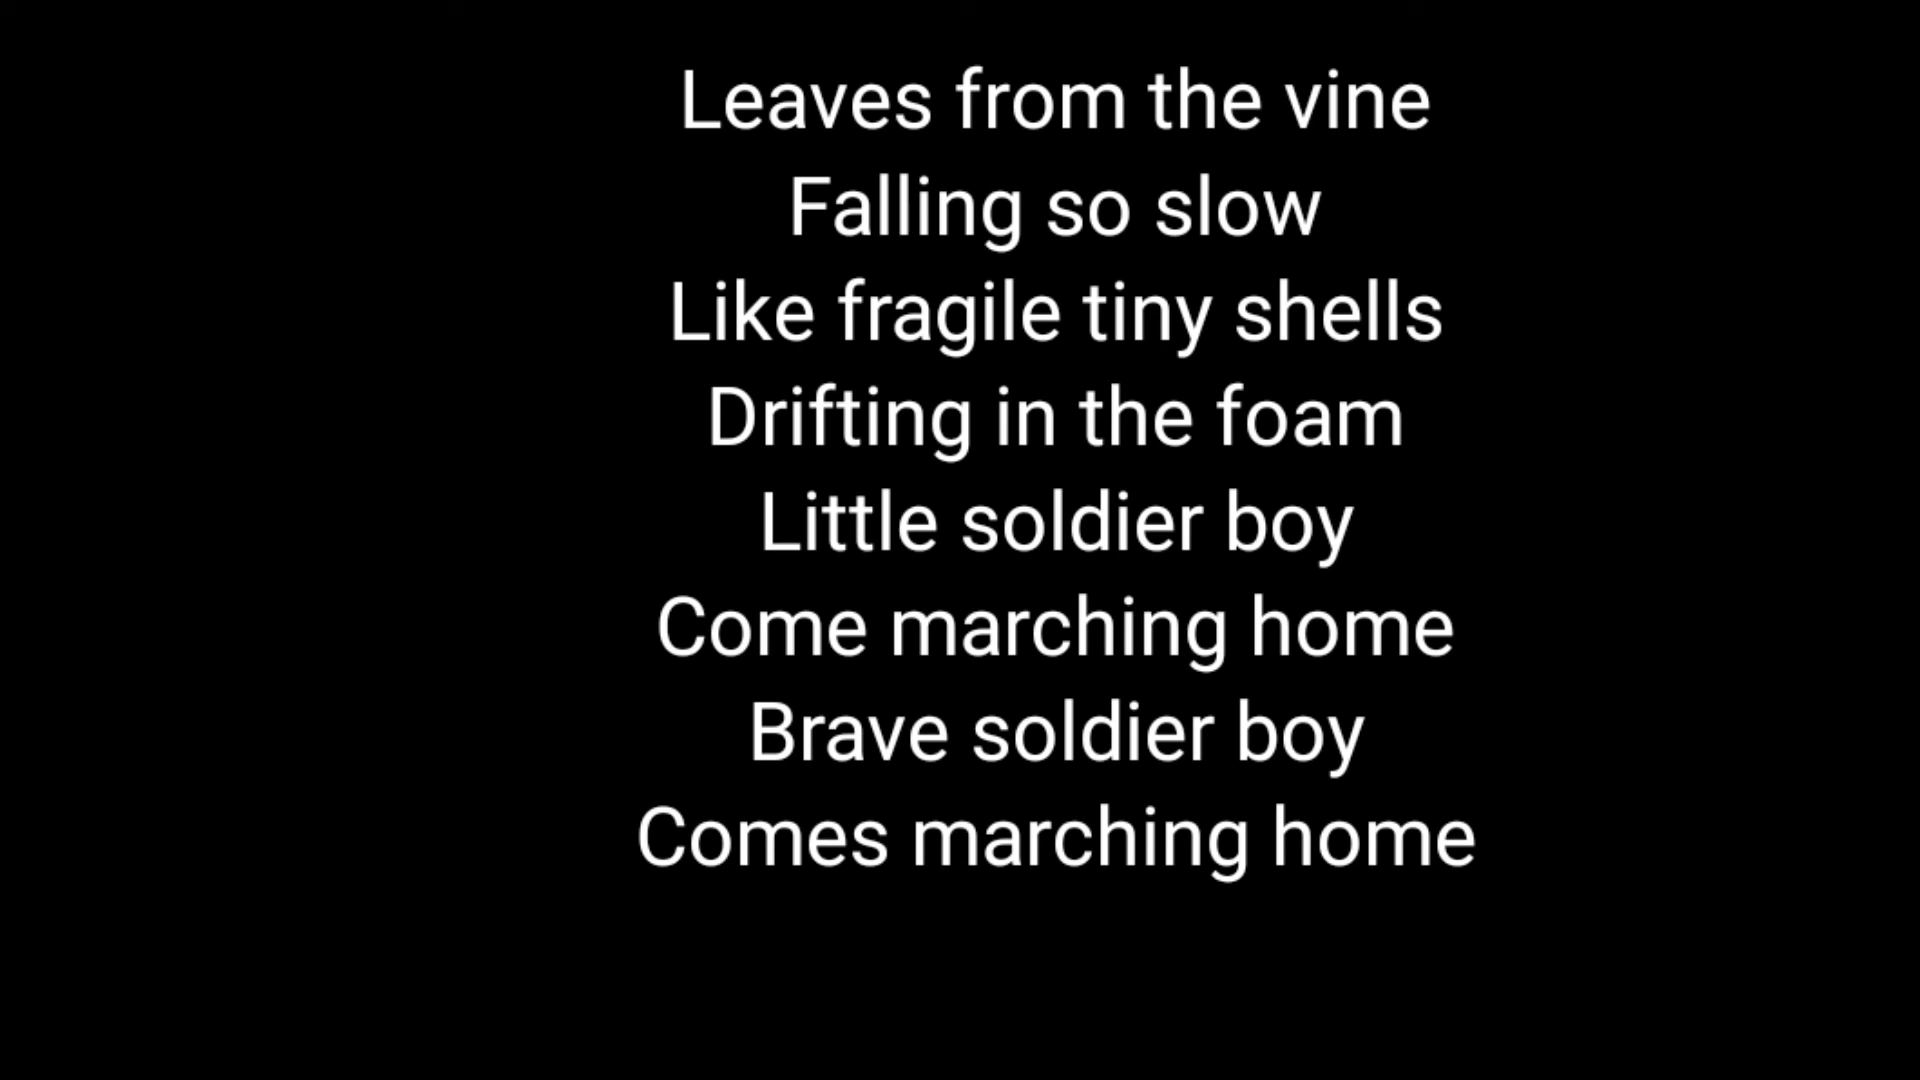 Leaves from the vine
Falling so slow
Like fragile tiny shells
Drifting in the foam
Little soldier boy
Come marching home
Brave soldier boy
Comes marching home